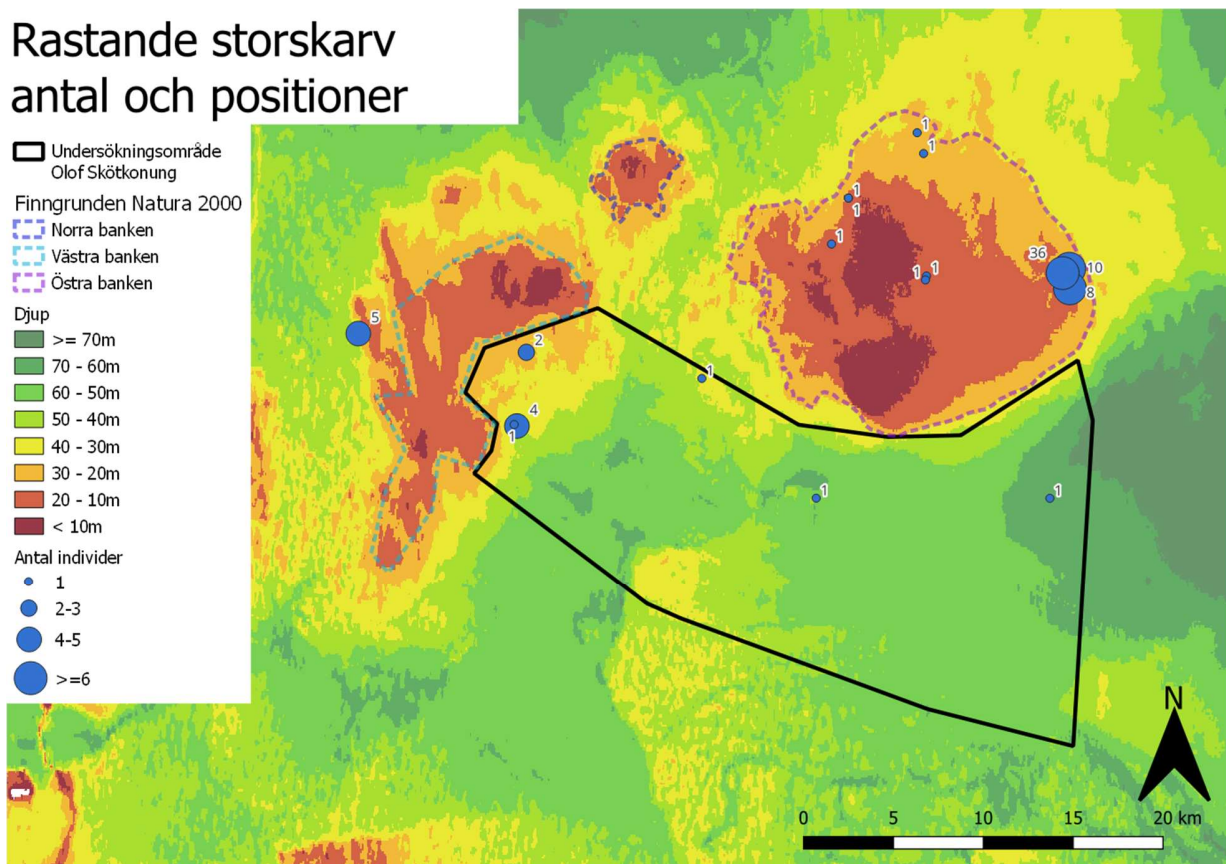 Rastande storskarv
antal och positioner
Undersökningsområde
Olof Skötkonung
Finngrunden Natura 2000
Norra banken
Västra banken
Östra banken
Djup
>= 70m
70 - 60m
60 - 50m
50 - 40m
40 - 30m
30 - 20m
20 - 10m
< 10m
Antal individer
1
2-3
4-5
>=6
1
1
1
1
1
36
10
1
1
8
5
2
1
4
1
1
1
N
0 5 10 15 20 km